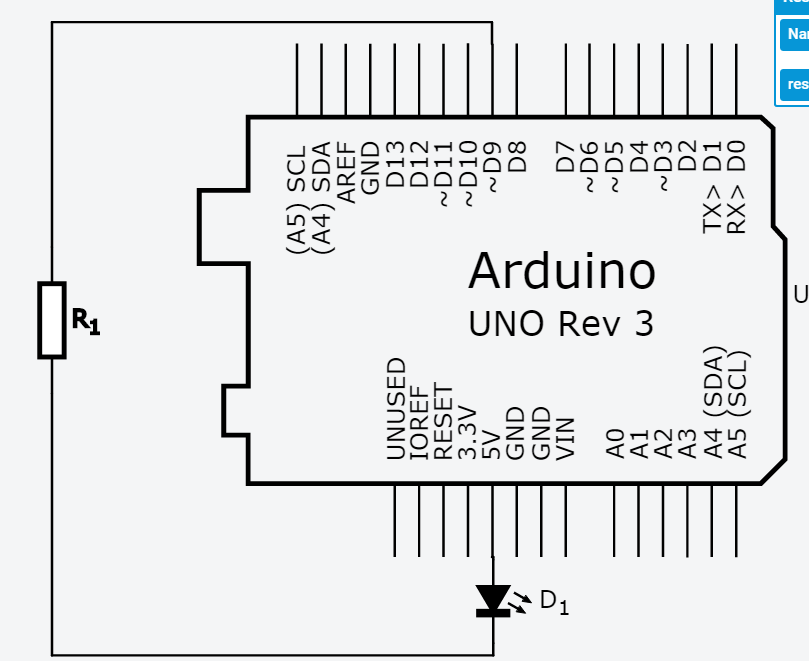 Nar
res
(A5) SCL
(A4) SDA
AREF
GND
D13
D12
~D11
~D10
~D9
D8
D7
~D6
~D5
D4
~D3
D2
TX> D1
RX> D0
Arduino
UNO Rev 3
U
R1
UNUSED
IOREF
RESET
3.3V
5V
GND
GND
VIN
A0
A1
A2
A3
A4 (SDA)
A5 (SCL)
D1